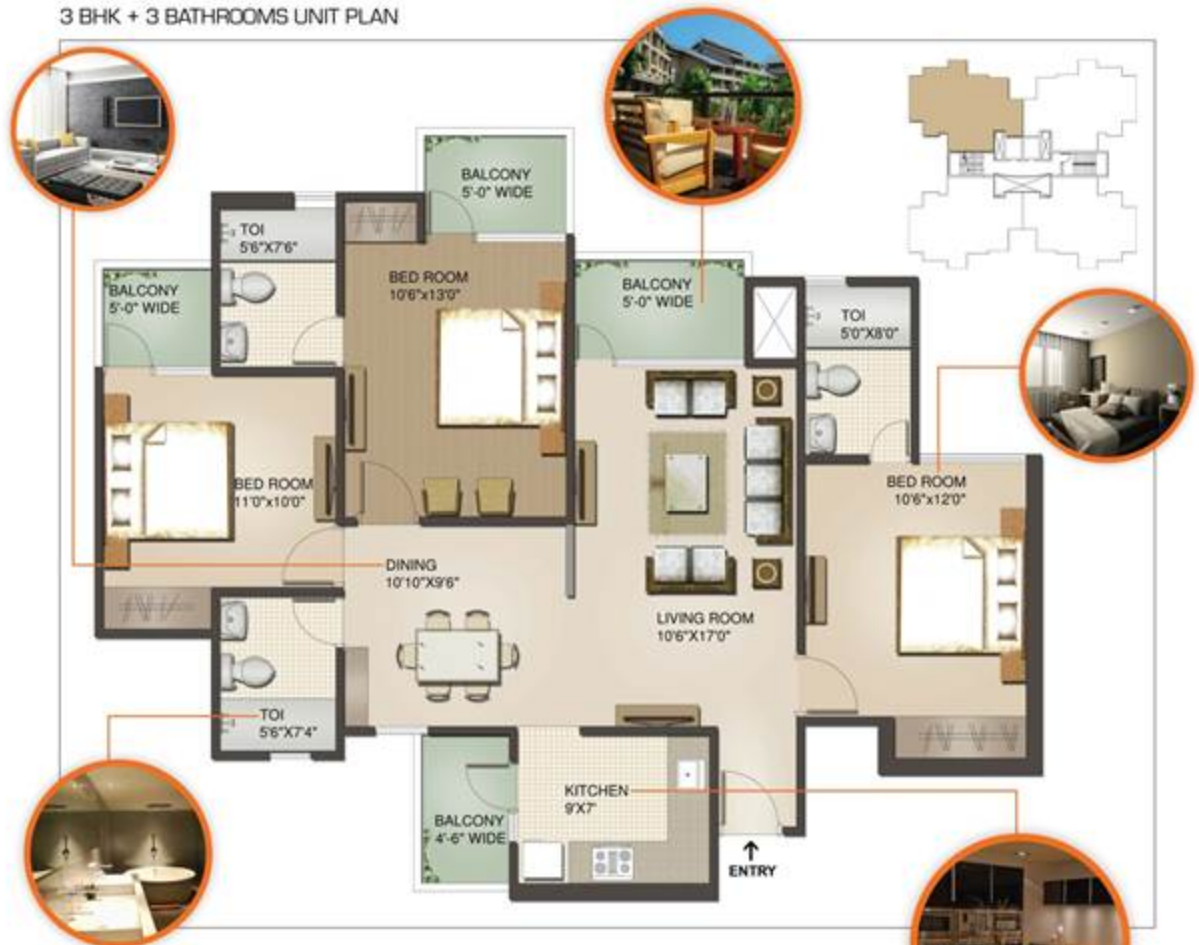 3 BHK + 3 BATHROOMS UNIT PLAN
BALCONY
5'-0" WIDE
TOI
5'6"X7'6"
BED ROOM
10'6"x13'0"
BALCONY
5'-0" WIDE
BALCONY
5'-0" WIDE
TOI
5'0"X8'0"
BED ROOM
11'0"x10'0"
BED ROOM
10'6"x12'0"
DINING
10'10"X9'6"
LIVING ROOM
10'6"X17'0"
TOI
5'6"X7'4"
KITCHEN
9'X7'
BALCONY
4'-6" WIDE
ENTRY